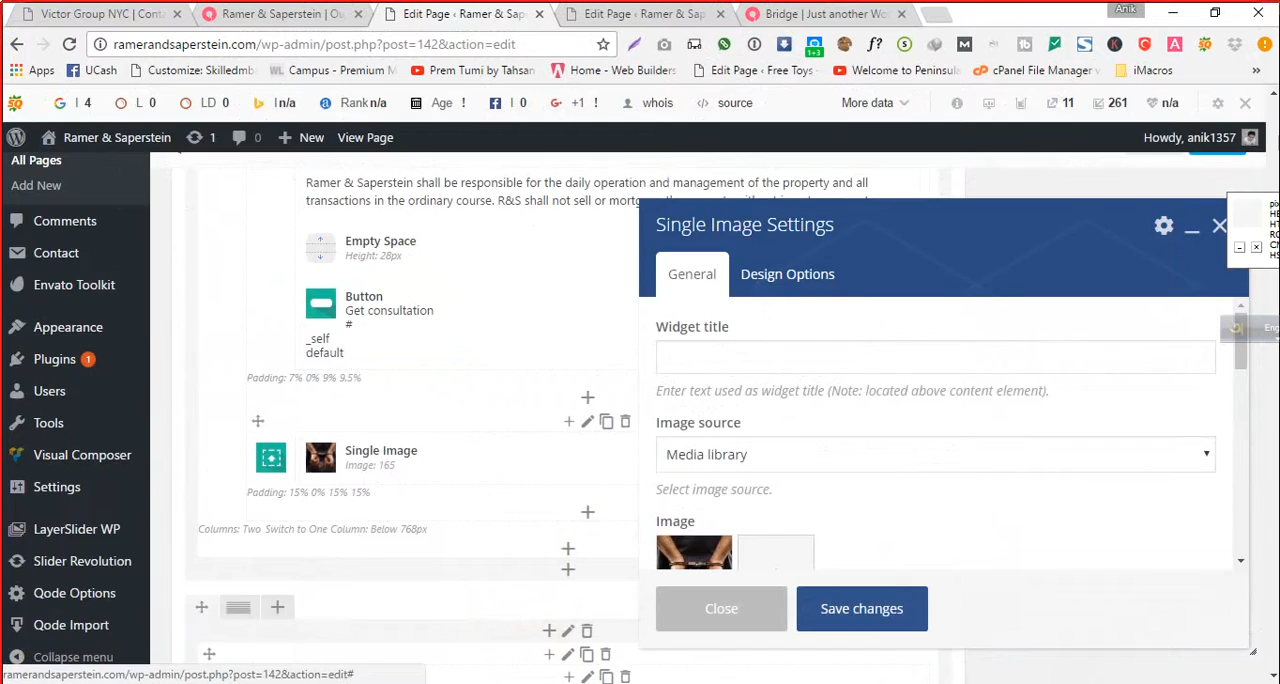 Victor Group NYC | Conta
Ramer & Saperstein | Ou
Edit Page ‹ Ramer & Sap
Edit Page ‹ Ramer & Sap
Bridge | Just another Wo
Anik
ramerandsaperstein.com/wp-admin/post.php?post=142&action=edit
Apps
UCash
Customize: Skilledmb
WL Campus - Premium M
Prem Tumi by Tahsan
Home - Web Builders
Edit Page ‹ Free Toys
Welcome to Peninsul
cPanel File Manager v
iMacros
I 4
L 0
LD 0
I n/a
Rank n/a
Age !
I 0
+1 !
whois
source
More data
11
261
n/a
Ramer & Saperstein
1
0
New
View Page
Howdy, anik1357
All Pages
Add New
Comments
Contact
Envato Toolkit
Appearance
Plugins 1
Users
Tools
Visual Composer
Settings
LayerSlider WP
Slider Revolution
Qode Options
Qode Import
Collapse menu
Ramer & Saperstein shall be responsible for the daily operation and management of the property and all
transactions in the ordinary course. R&S shall not sell or
Empty Space
Height: 28px
Button
Get consultation
#
_self
default
Padding: 7% 0% 9% 9.5%
Single Image
Image: 165
Padding: 15% 0% 15% 15%
Columns: Two Switch to One Column: Below 768px
Single Image Settings
General
Design Options
Widget title
Enter text used as widget title (Note: located above content element).
Image source
Media library
Select image source.
Image
Close
Save changes
Eng
ramerandsaperstein.com/wp-admin/post.php?post=142&action=edit#